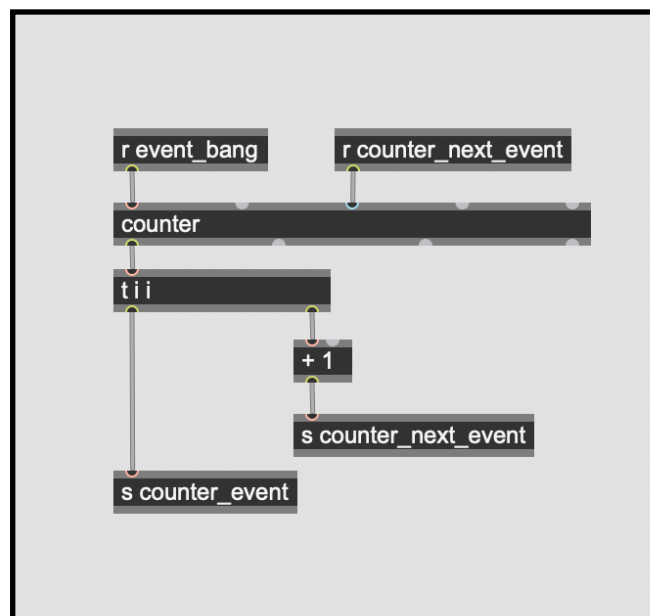 r event_bang
r counter_next_event
counter
t i i
+ 1
s counter_next_event
s counter_event